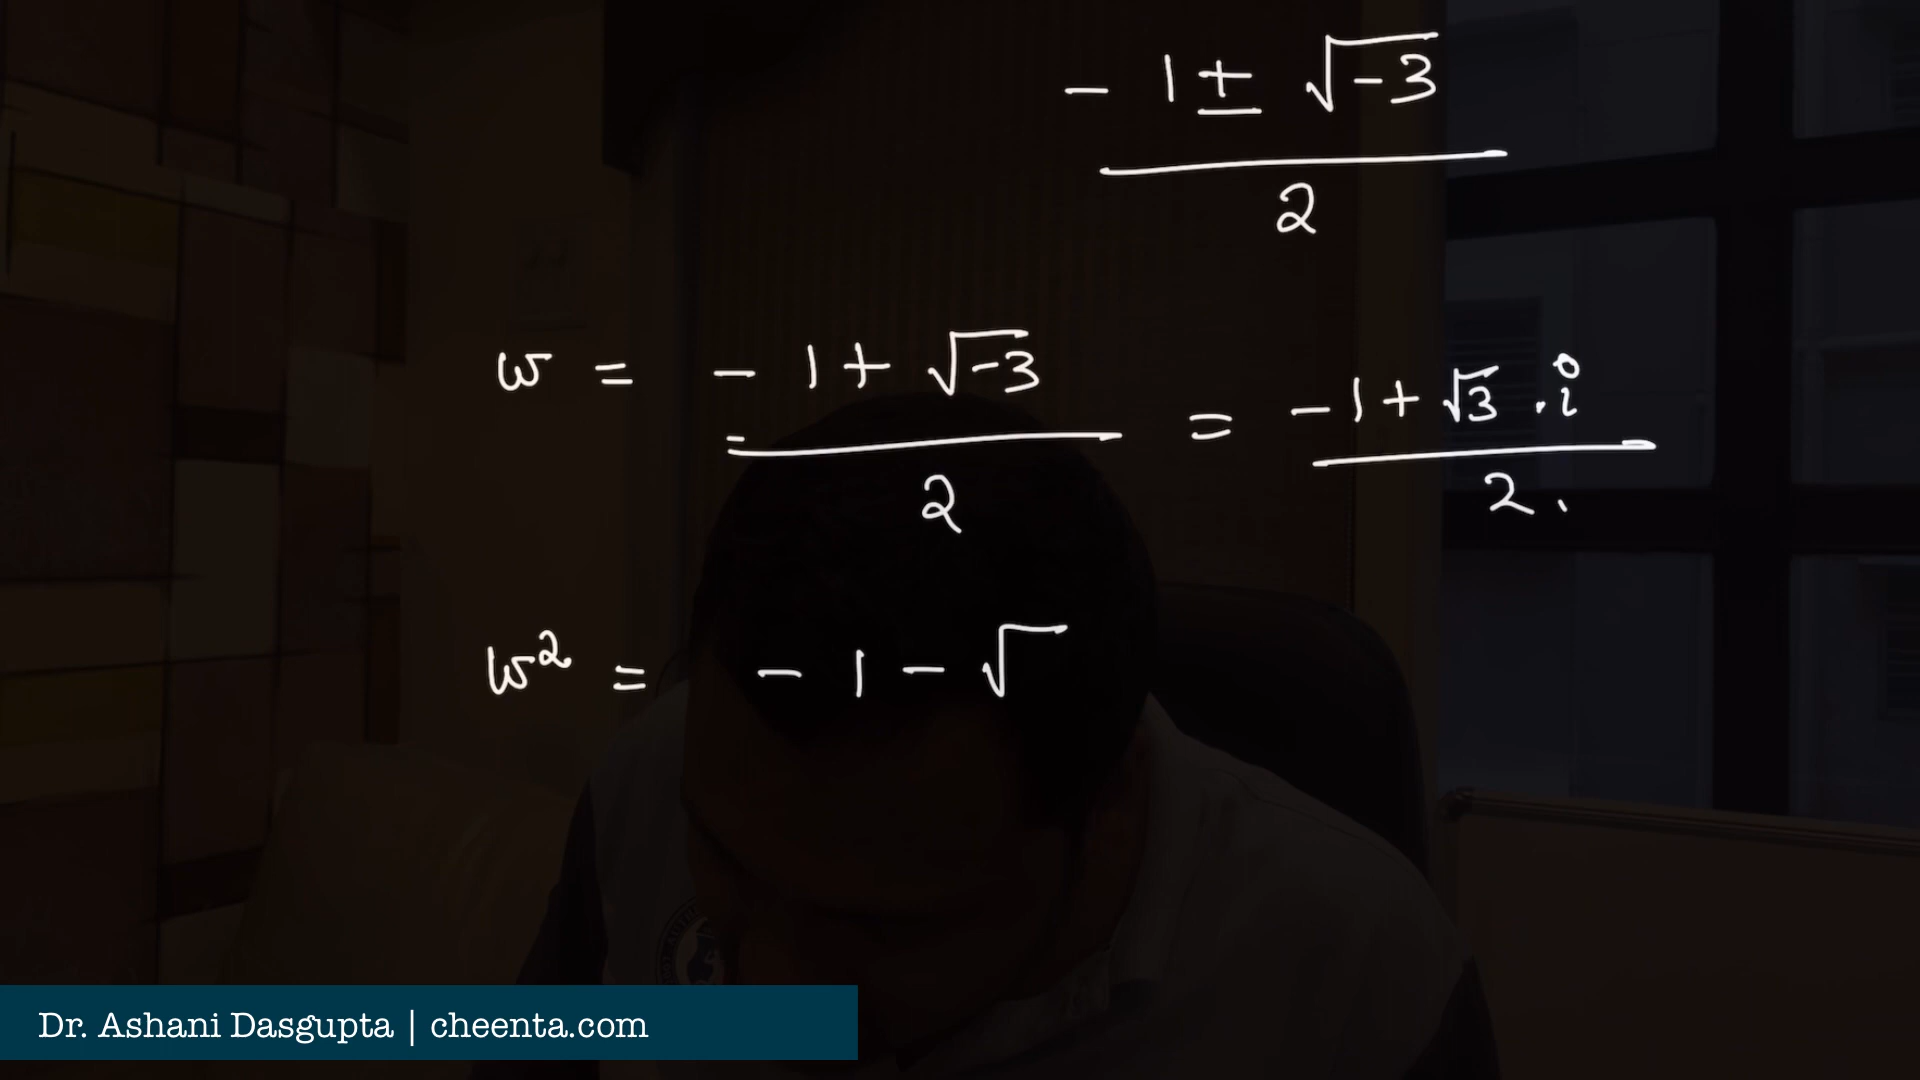 - 1 ± √-3
2
ω = - 1 + √-3 = - 1 + √3 . i
2 2.
ω² = - 1 - √
Dr. Ashani Dasgupta | cheenta.com